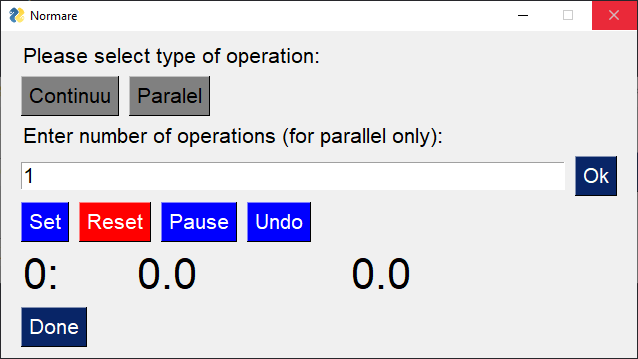 Normare
Please select type of operation:
Continuu Paralel
Enter number of operations (for parallel only):
1 Ok
Set Reset Pause Undo
0: 0.0 0.0
Done